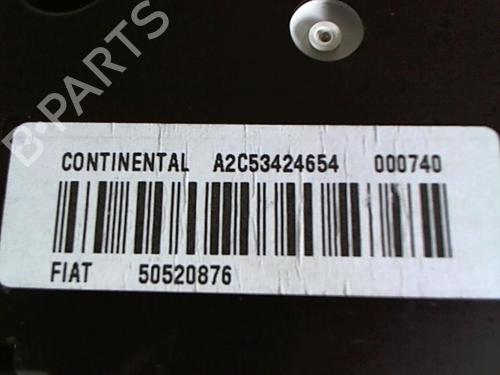 B-PARTS
CONTINENTAL A2C53424654 000740
FIAT 50520876